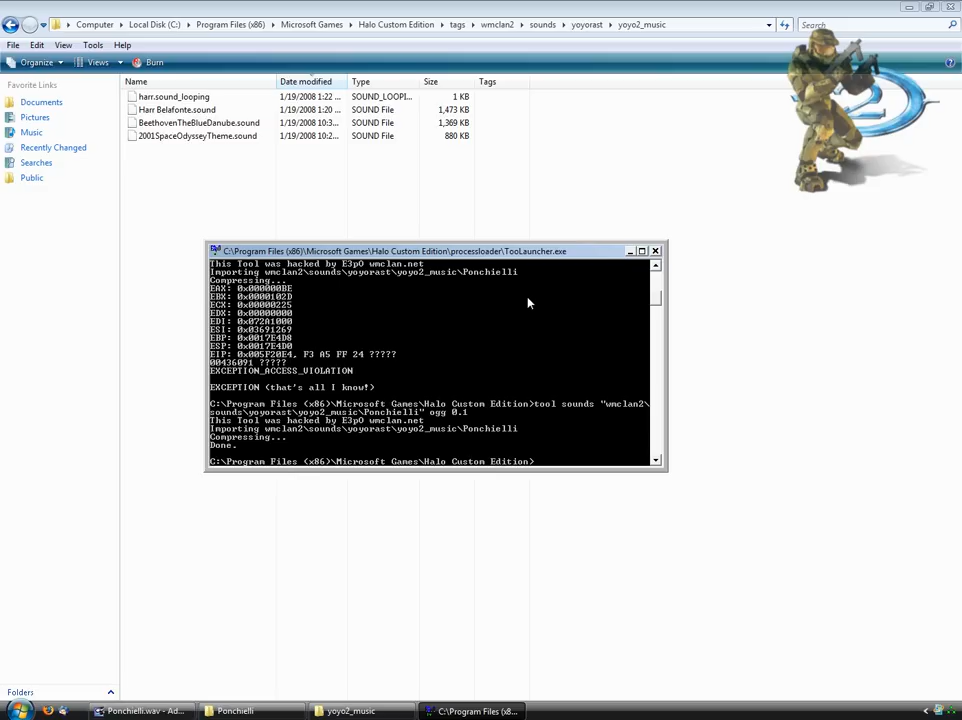 Computer ▸ Local Disk (C:) ▸ Program Files (x86) ▸ Microsoft Games ▸ Halo Custom Edition ▸ tags ▸ wmclan2 ▸ sounds ▸ yoyorast ▸ yoyo2_music
Search
File Edit View Tools Help
Organize Views Burn
Favorite Links
Documents
Pictures
Music
Recently Changed
Searches
Public
Name Date modified Type Size Tags
harr.sound_looping 1/19/2008 1:22 ... SOUND_LOOPI... 1 KB
Harr Belafonte.sound 1/19/2008 1:20 ... SOUND File 1,473 KB
BeethovenTheBlueDanube.sound 1/19/2008 10:3... SOUND File 1,369 KB
2001SpaceOdysseyTheme.sound 1/19/2008 10:2... SOUND File 880 KB
C:\Program Files (x86)\Microsoft Games\Halo Custom Edition\processloader\TooLauncher.exe
This Tool was hacked by E3pO wmclan.net
Importing wmclan2\sounds\yoyorast\yoyo2_music\Ponchielli
Compressing...
EAX: 0x000000BE
EBX: 0x0000102D
ECX: 0x00000225
EDX: 0x00000000
EDI: 0x072A1000
ESI: 0x03691269
EBP: 0x0017E4D8
ESP: 0x0017E4D0
EIP: 0x005F20E4, F3 A5 FF 24 ?????
00436091 ?????
EXCEPTION_ACCESS_VIOLATION
EXCEPTION (that's all I know!)
C:\Program Files (x86)\Microsoft Games\Halo Custom Edition>tool sounds "wmclan2\
sounds\yoyorast\yoyo2_music\Ponchielli" ogg 0.1
This Tool was hacked by E3pO wmclan.net
Importing wmclan2\sounds\yoyorast\yoyo2_music\Ponchielli
Compressing...
Done.
C:\Program Files (x86)\Microsoft Games\Halo Custom Edition>
Folders
Ponchielli.wav - Ad... Ponchielli yoyo2_music C:\Program Files (x8...